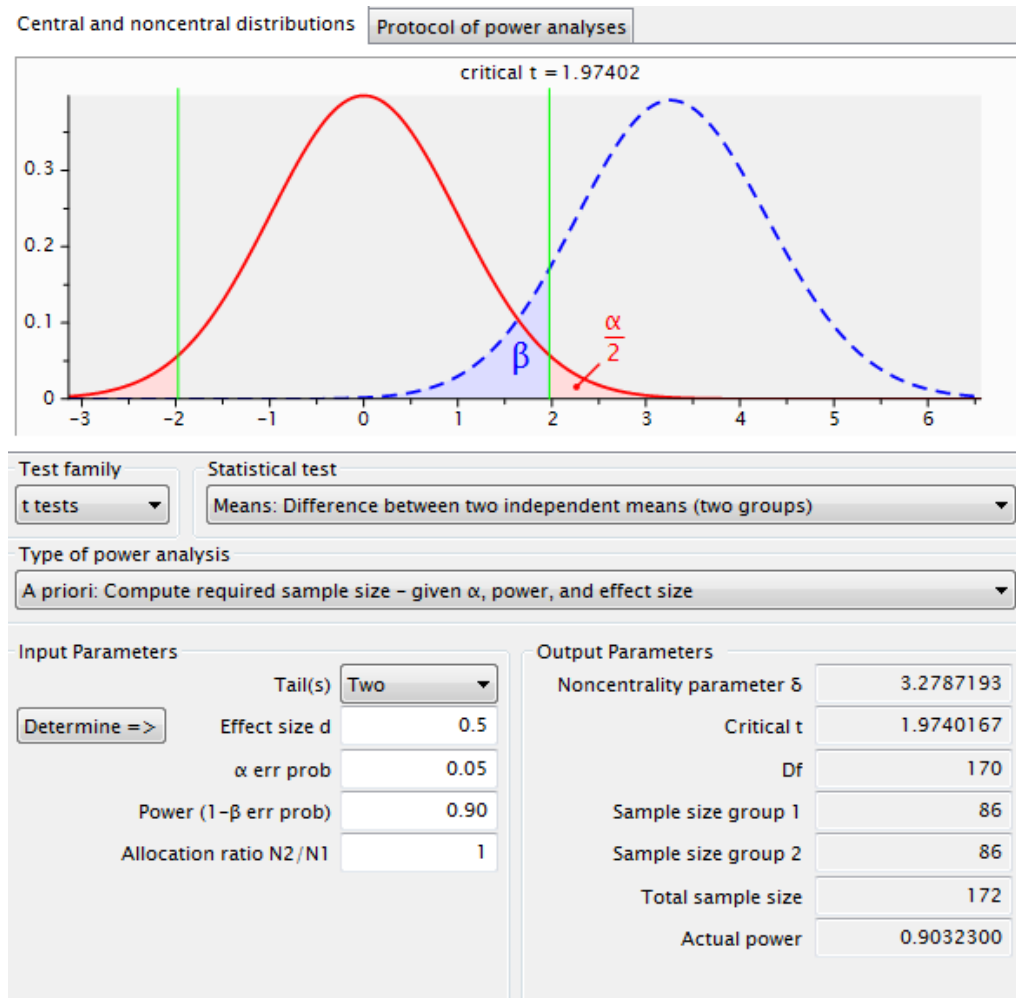 Central and noncentral distributions Protocol of power analyses
critical t = 1.97402
0.3
0.2
β
α
2
0.1
0
-3 -2 -1 0 1 2 3 4 5 6
Test family Statistical test
t tests Means: Difference between two independent means (two groups)
Type of power analysis
A priori: Compute required sample size – given α, power, and effect size
Input Parameters
Tail(s) Two
Determine => Effect size d 0.5
α err prob 0.05
Power (1-β err prob) 0.90
Allocation ratio N2/N1 1
Output Parameters
Noncentrality parameter δ 3.2787193
Critical t 1.9740167
Df 170
Sample size group 1 86
Sample size group 2 86
Total sample size 172
Actual power 0.9032300